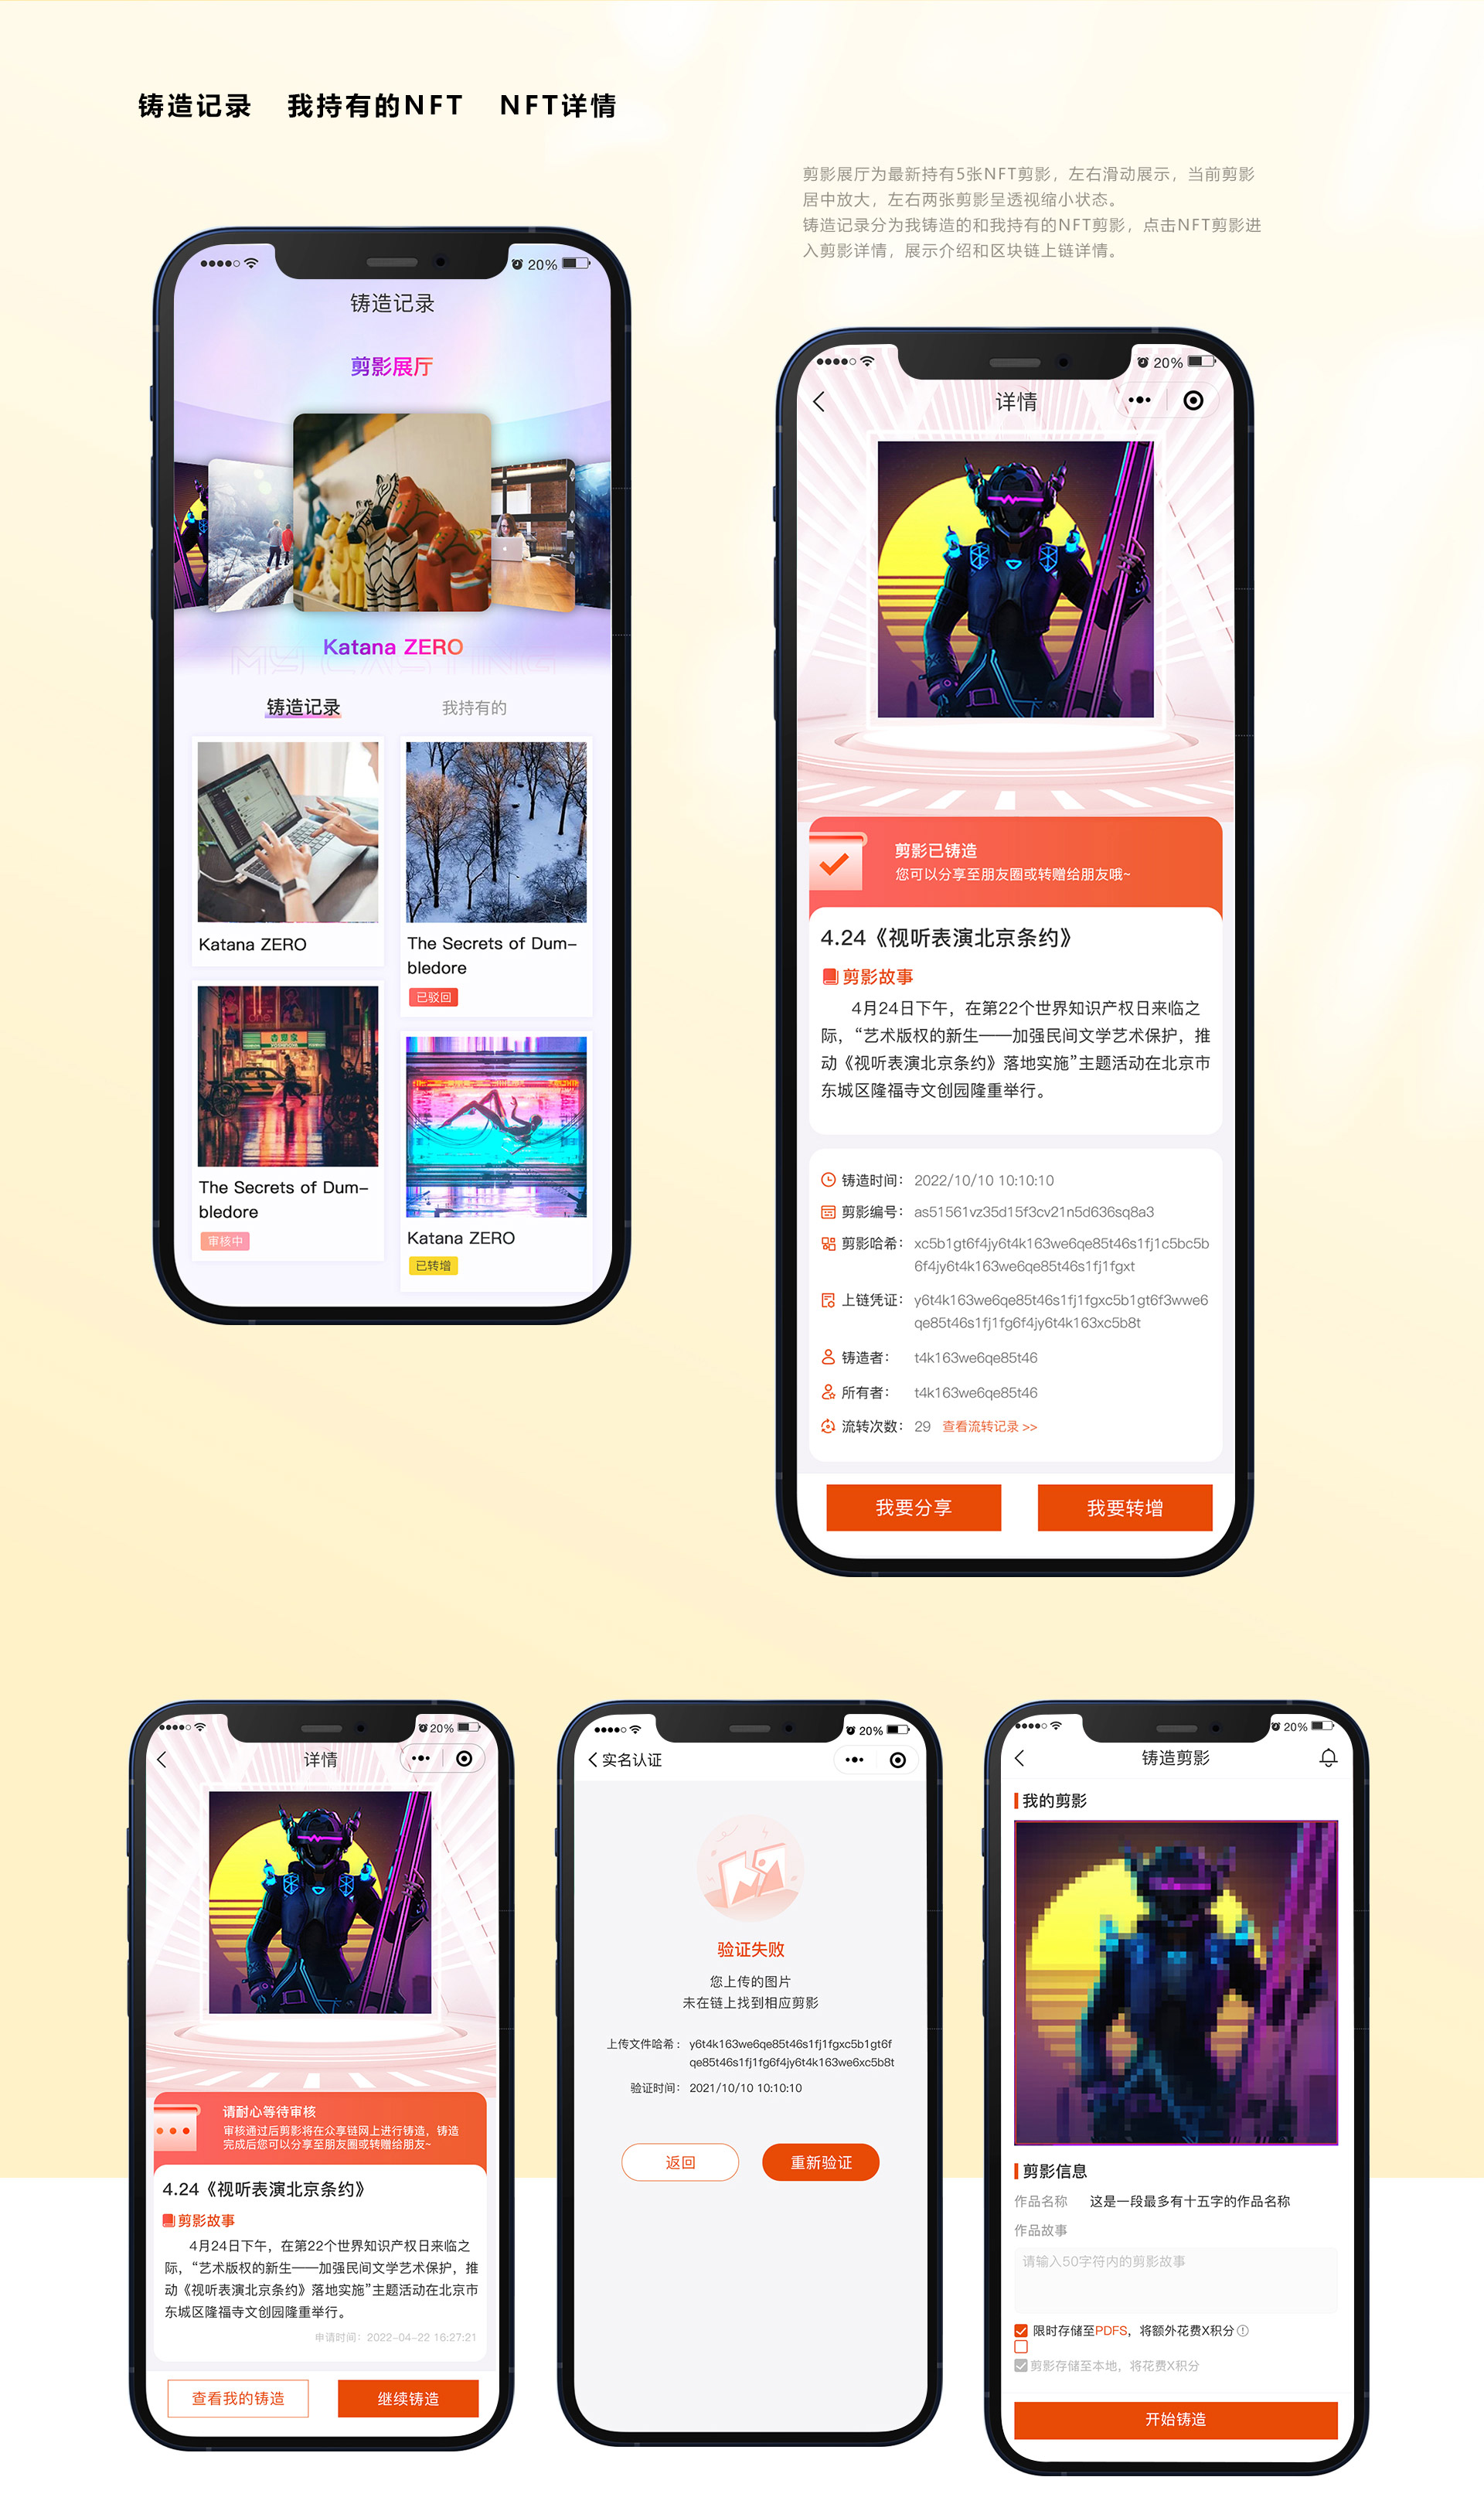 铸造记录 我持有的NFT NFT详情
剪影展厅为最新持有5张NFT剪影，左右滑动展示，当前剪影
居中放大，左右两张剪影呈透视缩小状态。
铸造记录分为我铸造的和我持有的NFT剪影，点击NFT剪影进
入剪影详情，展示介绍和区块链上链详情。
20%
铸造记录
剪影展厅
Katana ZERO
MY CASTING
铸造记录 我持有的
Katana ZERO
The Secrets of Dum-
bledore
已驳回
The Secrets of Dum-
bledore
审核中
Katana ZERO
已转增
20%
详情
剪影已铸造
您可以分享至朋友圈或转赠给朋友哦~
4.24《视听表演北京条约》
剪影故事
4月24日下午，在第22个世界知识产权日来临之
际，“艺术版权的新生——加强民间文学艺术保护，推
动《视听表演北京条约》落地实施”主题活动在北京市
东城区隆福寺文创园隆重举行。
铸造时间： 2022/10/10 10:10:10
剪影编号： as51561vz35d15f3cv21n5d636sq8a3
剪影哈希： xc5b1gt6f4jy6t4k163we6qe85t46s1fj1c5bc5b
6f4jy6t4k163we6qe85t46s1fj1fgxt
上链凭证： y6t4k163we6qe85t46s1fj1fgxc5b1gt6f3wwe6
qe85t46s1fj1fg6f4jy6t4k163xc5b8t
铸造者： t4k163we6qe85t46
所有者： t4k163we6qe85t46
流转次数： 29 查看流转记录 >>
我要分享 我要转增
20%
详情
请耐心等待审核
审核通过后剪影将在众享链网上进行铸造，铸造
完成后您可以分享至朋友圈或转赠给朋友~
4.24《视听表演北京条约》
剪影故事
4月24日下午，在第22个世界知识产权日来临之
际，“艺术版权的新生——加强民间文学艺术保护，推
动《视听表演北京条约》落地实施”主题活动在北京市
东城区隆福寺文创园隆重举行。
申请时间：2022-04-22 16:27:21
查看我的铸造 继续铸造
20%
实名认证
验证失败
您上传的图片
未在链上找到相应剪影
上传文件哈希： y6t4k163we6qe85t46s1fj1fgxc5b1gt6f
qe85t46s1fj1fg6f4jy6t4k163we6xc5b8t
验证时间： 2021/10/10 10:10:10
返回 重新验证
20%
铸造剪影
我的剪影
剪影信息
作品名称 这是一段最多有十五字的作品名称
作品故事
请输入50字符内的剪影故事
限时存储至PDFS，将额外花费X积分
剪影存储至本地，将花费X积分
开始铸造